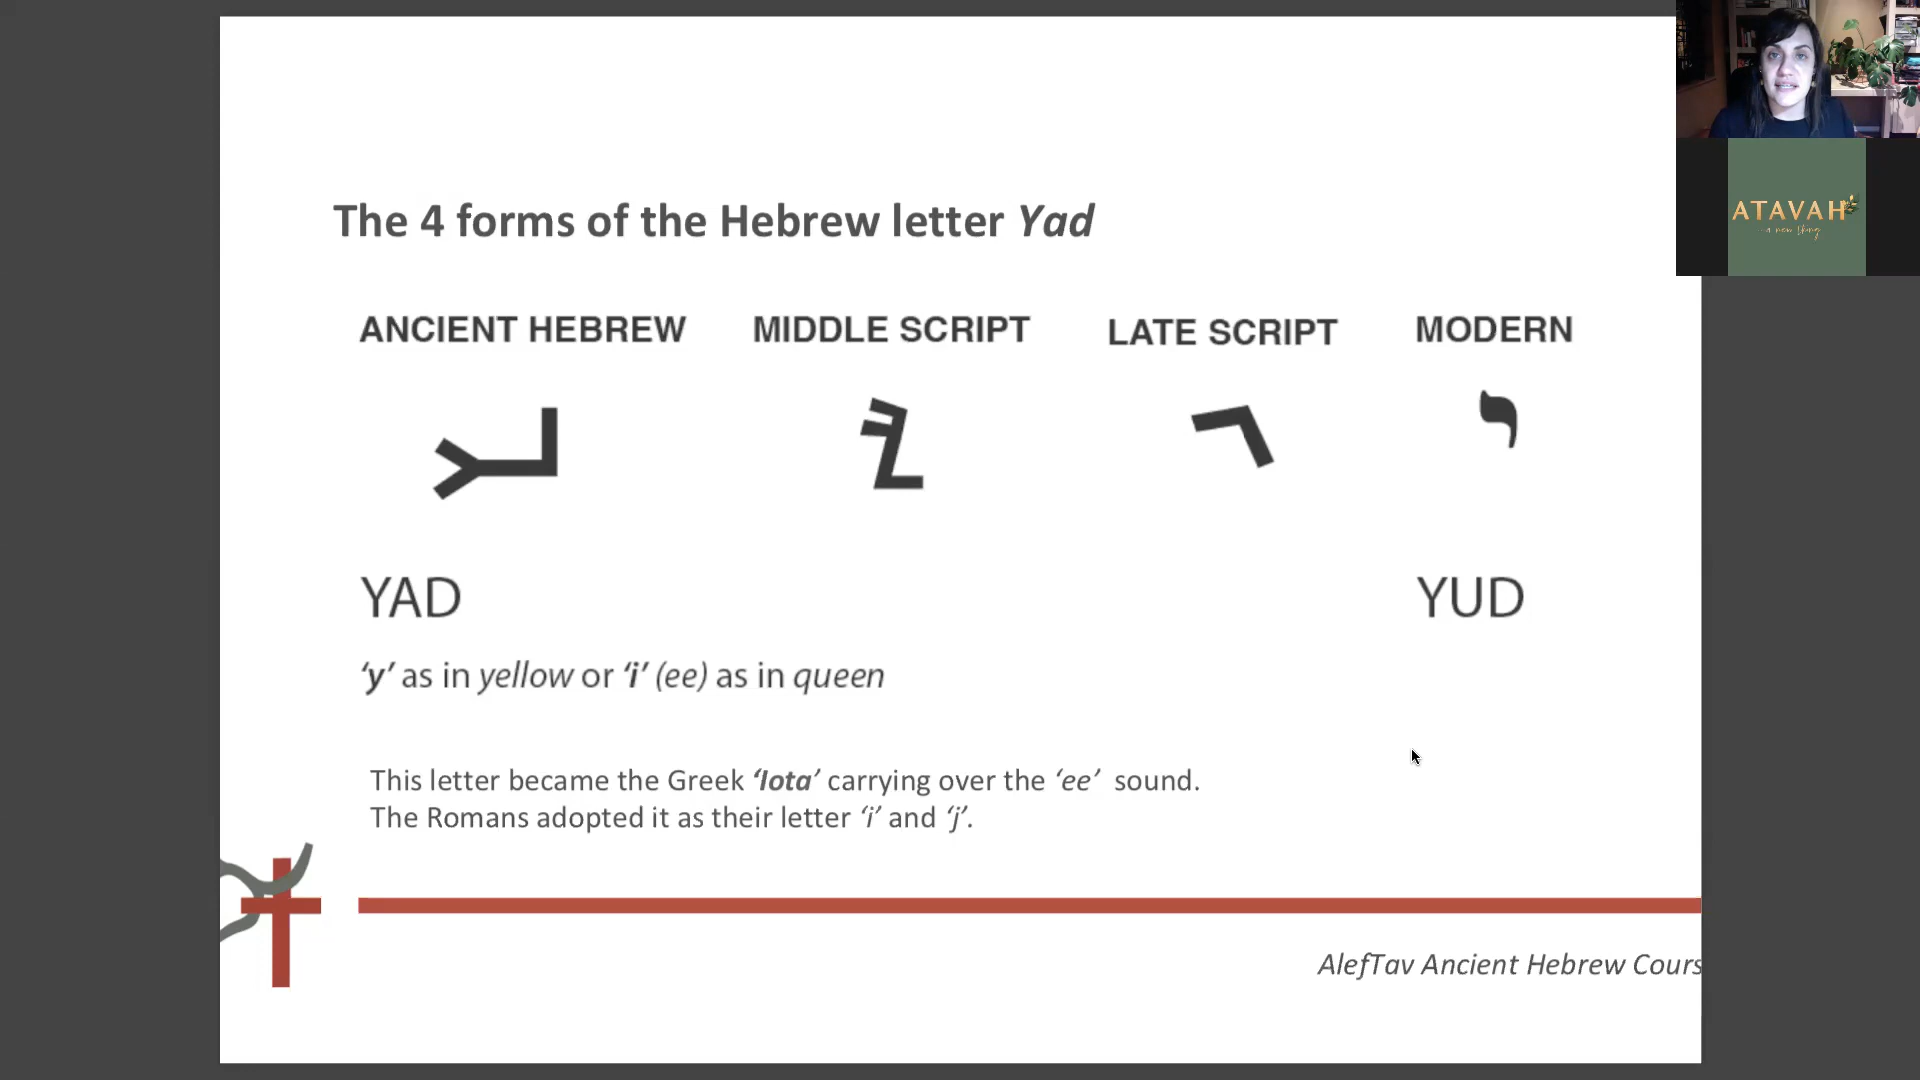 ATAVAH
a new thing
The 4 forms of the Hebrew letter Yad
ANCIENT HEBREW MIDDLE SCRIPT LATE SCRIPT MODERN
י
YAD YUD
‘y’ as in yellow or ‘i’ (ee) as in queen
This letter became the Greek ‘Iota’ carrying over the ‘ee’ sound.
The Romans adopted it as their letter ‘i’ and ‘j’.
AlefTav Ancient Hebrew Cours